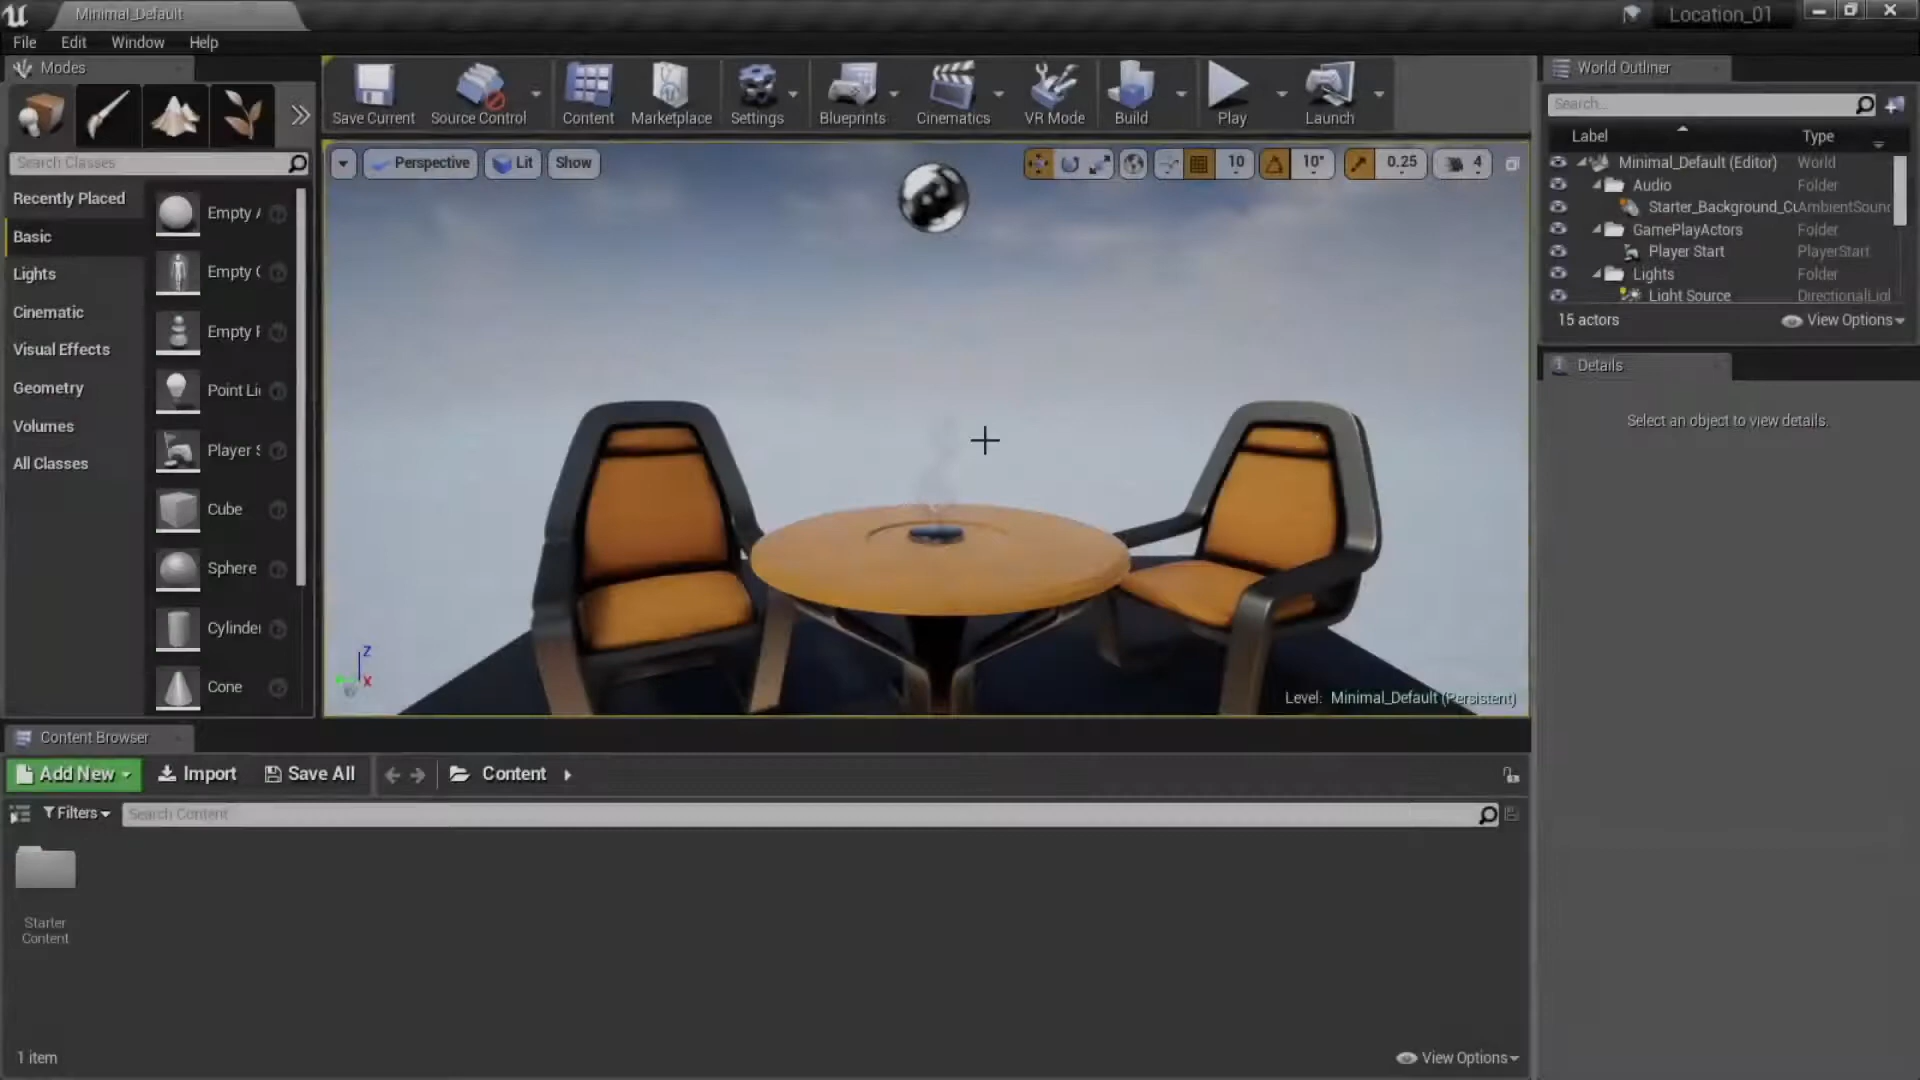 Minimal_Default
Location_01
File Edit Window Help
Modes
World Outliner
Save Current Source Control Content Marketplace Settings Blueprints Cinematics VR Mode Build Play Launch
Search...
Label Type
Search Classes
Perspective Lit Show 10 10° 0.25 4
Minimal_Default (Editor) World
Audio Folder
Starter_Background_Cu AmbientSound
GamePlayActors Folder
Player Start PlayerStart
Lights Folder
Light Source DirectionalLigl
15 actors View Options
Details
Select an object to view details.
Recently Placed
Basic
Lights
Cinematic
Visual Effects
Geometry
Volumes
All Classes
Empty A
Empty C
Empty P
Point Li
Player S
Cube
Sphere
Cylinde
Cone
Z
X
Level: Minimal_Default (Persistent)
Content Browser
Add New Import Save All Content
Filters Search Content
Starter
Content
1 item View Options